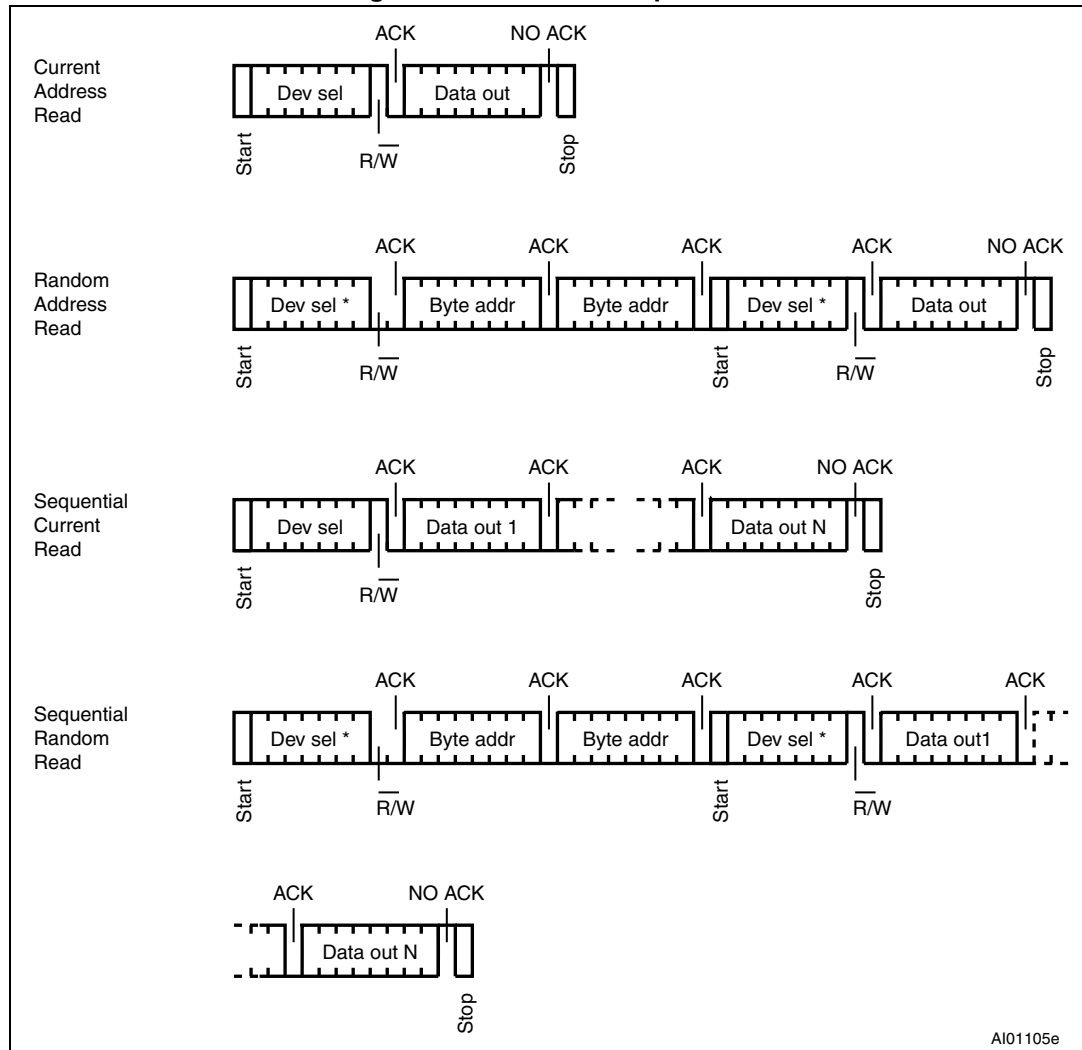 ACK NO ACK
Current
Address
Read
Dev sel Data out
Start R/W̅ Stop
ACK ACK ACK ACK NO ACK
Random
Address
Read
Dev sel * Byte addr Byte addr Dev sel * Data out
Start R/W̅ Start R/W̅ Stop
ACK ACK ACK NO ACK
Sequential
Current
Read
Dev sel Data out 1 Data out N
Start R/W̅ Stop
ACK ACK ACK ACK ACK
Sequential
Random
Read
Dev sel * Byte addr Byte addr Dev sel * Data out1
Start R̅/W Start R̅/W
ACK NO ACK
Data out N
Stop
AI01105e